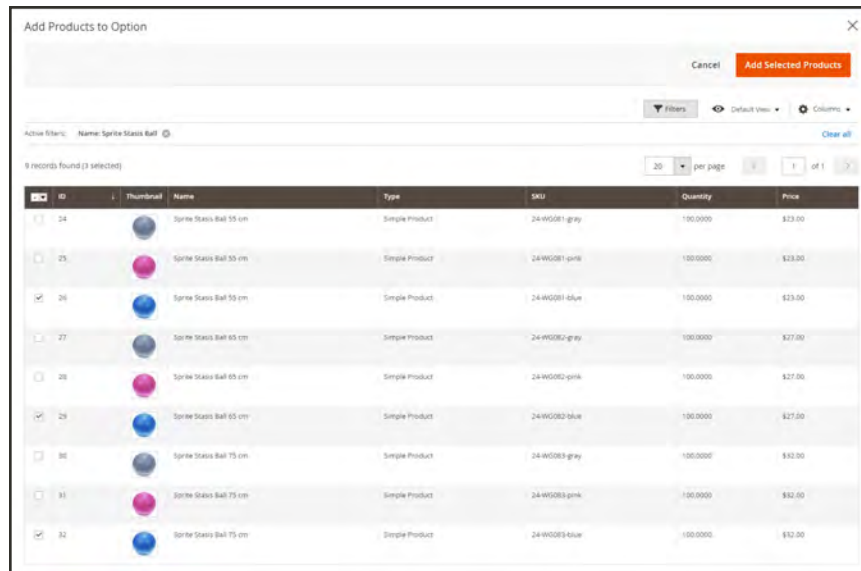 Add Products to Option
Cancel Add Selected Products
Filters Default View Columns
Active filters: Name: Sprite Stasis Ball Clear all
9 records found (3 selected) 20 per page 1 of 1
ID Thumbnail Name Type SKU Quantity Price
24 Sprite Stasis Ball 55 cm Simple Product 24-WG081-gray 100.0000 $23.00
25 Sprite Stasis Ball 55 cm Simple Product 24-WG081-pink 100.0000 $23.00
26 Sprite Stasis Ball 55 cm Simple Product 24-WG081-blue 100.0000 $23.00
27 Sprite Stasis Ball 65 cm Simple Product 24-WG082-gray 100.0000 $27.00
28 Sprite Stasis Ball 65 cm Simple Product 24-WG082-pink 100.0000 $27.00
29 Sprite Stasis Ball 65 cm Simple Product 24-WG082-blue 100.0000 $27.00
30 Sprite Stasis Ball 75 cm Simple Product 24-WG083-gray 100.0000 $32.00
31 Sprite Stasis Ball 75 cm Simple Product 24-WG083-pink 100.0000 $32.00
32 Sprite Stasis Ball 75 cm Simple Product 24-WG083-blue 100.0000 $32.00